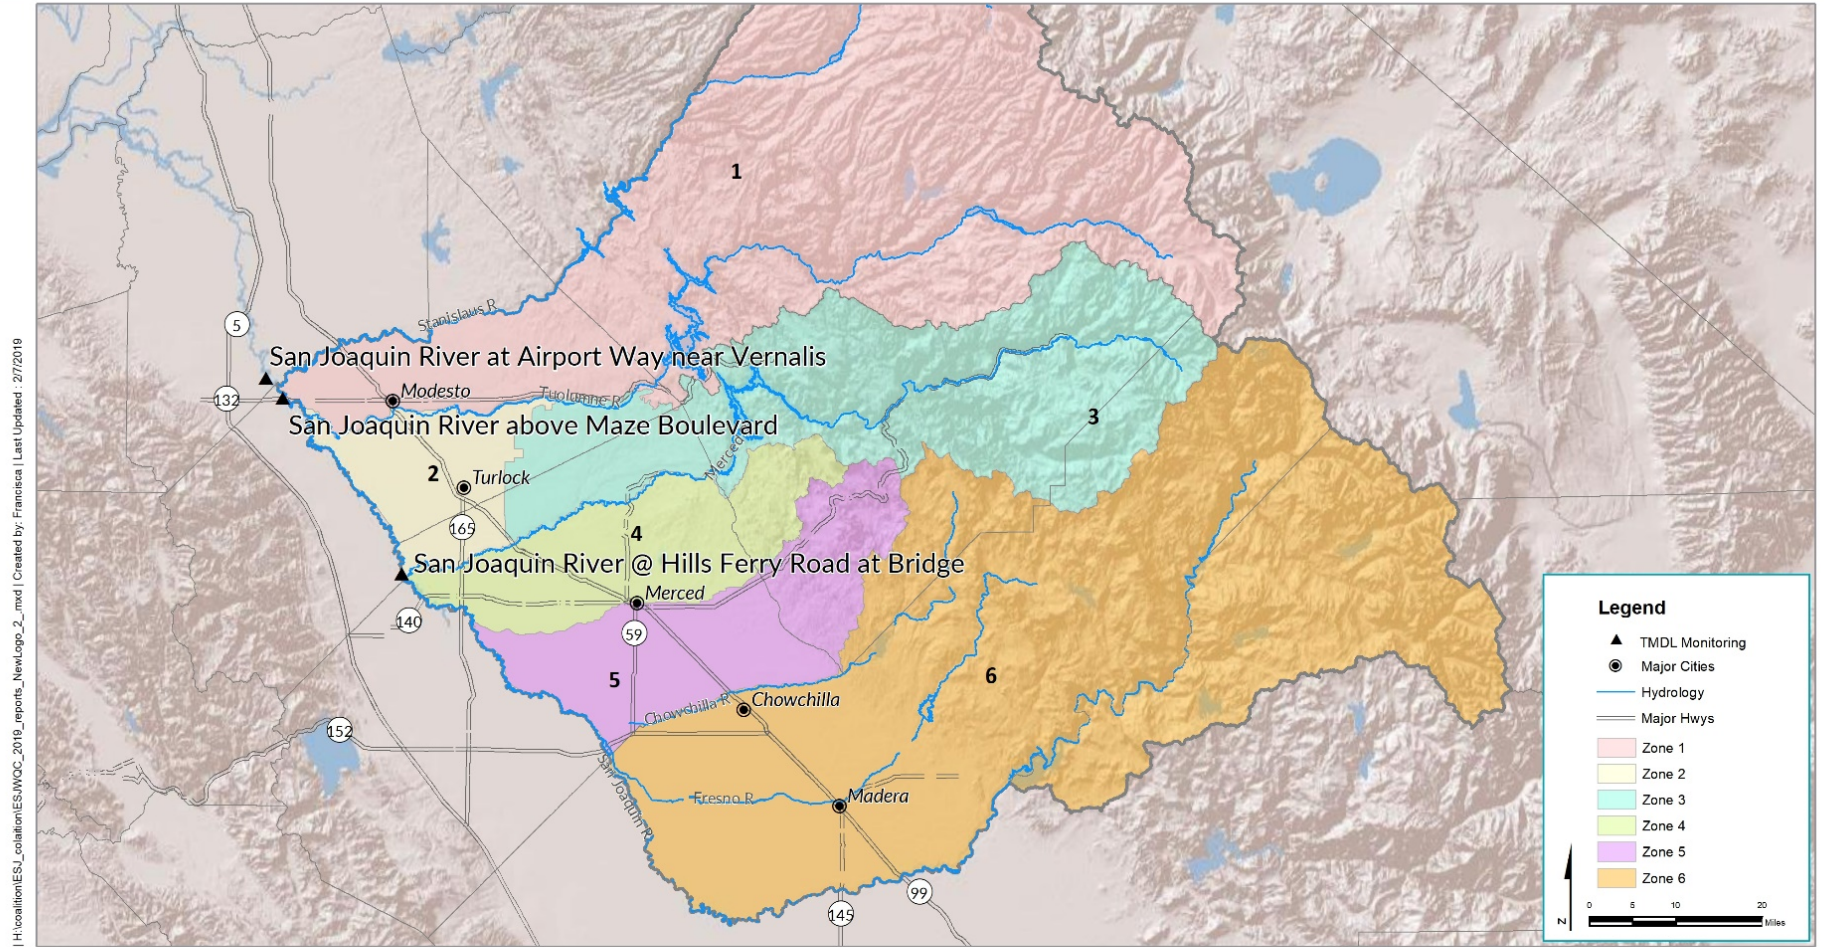 1
Stanislaus R
5
San Joaquin River at Airport Way near Vernalis
132
Modesto
Tuolumne R
San Joaquin River above Maze Boulevard
3
Merced
2
Turlock
165
4
San Joaquin River @ Hills Ferry Road at Bridge
Merced
140
59
5
6
Chowchilla R
Chowchilla
152
San Joaquin R
Fresno R
Madera
99
145
Legend
TMDL Monitoring
Major Cities
Hydrology
Major Hwys
Zone 1
Zone 2
Zone 3
Zone 4
Zone 5
Zone 6
0 5 10 20
Miles
N
| H:\coalition\ESJ_colaition\ESJWQC_2019_reports_NewLogo_2_mxd | Created by: Francisca | Last Updated : 2/7/2019